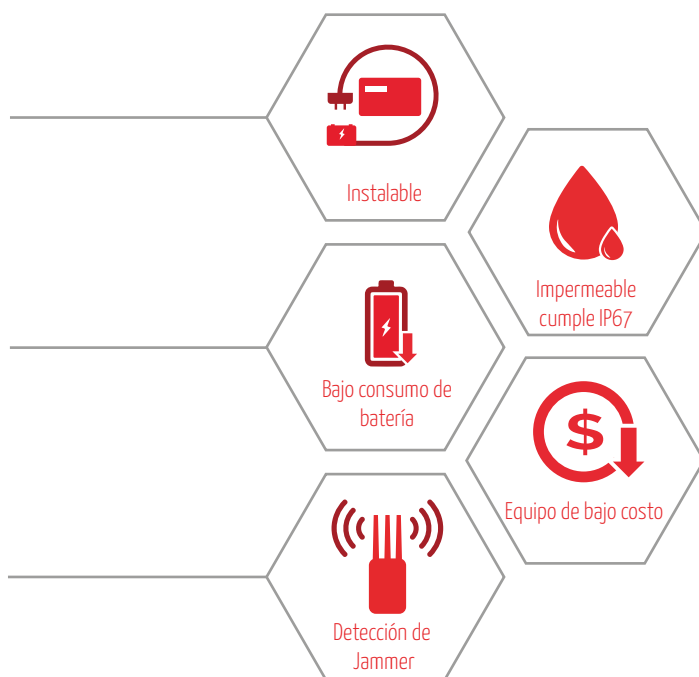 Instalable
Impermeable
cumple IP67
Bajo consumo de
batería
$
Equipo de bajo costo
Detección de
Jammer